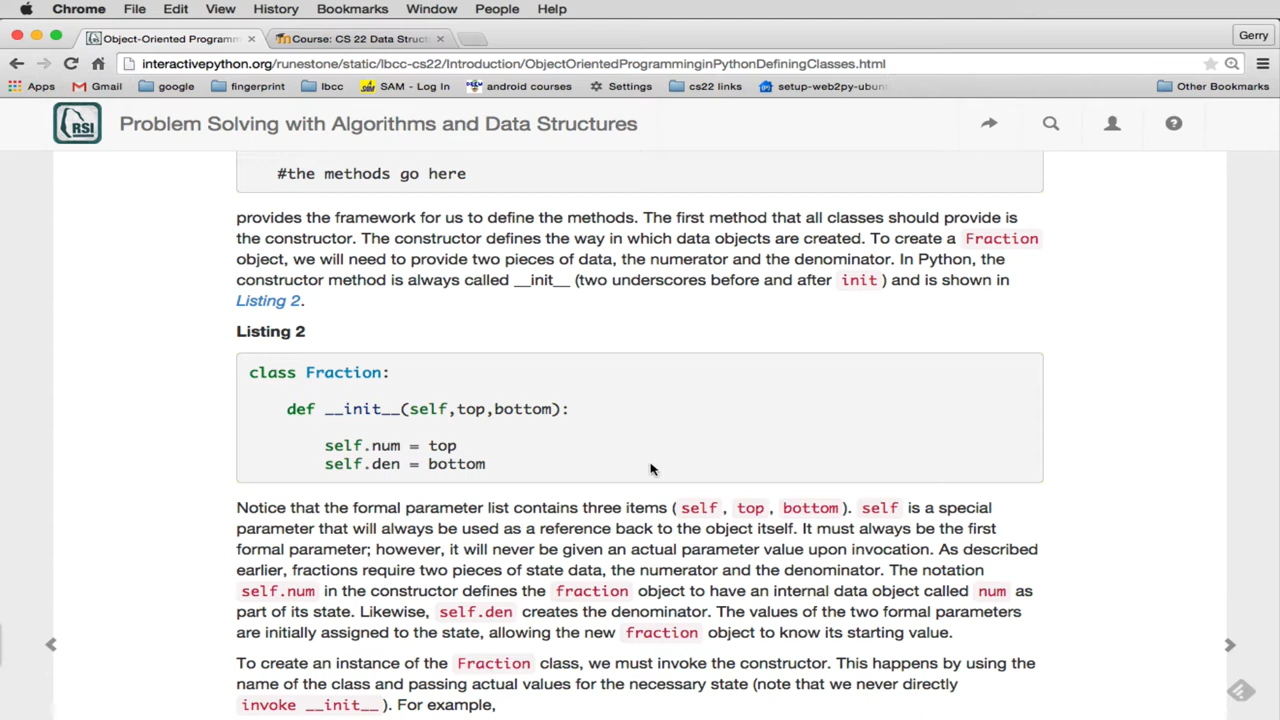 Chrome File Edit View History Bookmarks Window People Help
Object-Oriented Programm × Course: CS 22 Data Struct × Gerry
interactivepython.org/runestone/static/lbcc-cs22/Introduction/ObjectOrientedProgramminginPythonDefiningClasses.html
Apps Gmail google fingerprint lbcc SAM - Log In android courses Settings cs22 links setup-web2py-ubun Other Bookmarks
RSI Problem Solving with Algorithms and Data Structures
#the methods go here
provides the framework for us to define the methods. The first method that all classes should provide is
the constructor. The constructor defines the way in which data objects are created. To create a Fraction
object, we will need to provide two pieces of data, the numerator and the denominator. In Python, the
constructor method is always called __init__ (two underscores before and after init) and is shown in
Listing 2.
Listing 2
class Fraction:
def __init__(self,top,bottom):
self.num = top
self.den = bottom
Notice that the formal parameter list contains three items (self, top, bottom). self is a special
parameter that will always be used as a reference back to the object itself. It must always be the first
formal parameter; however, it will never be given an actual parameter value upon invocation. As described
earlier, fractions require two pieces of state data, the numerator and the denominator. The notation
self.num in the constructor defines the fraction object to have an internal data object called num as
part of its state. Likewise, self.den creates the denominator. The values of the two formal parameters
are initially assigned to the state, allowing the new fraction object to know its starting value.
To create an instance of the Fraction class, we must invoke the constructor. This happens by using the
name of the class and passing actual values for the necessary state (note that we never directly
invoke __init__). For example,